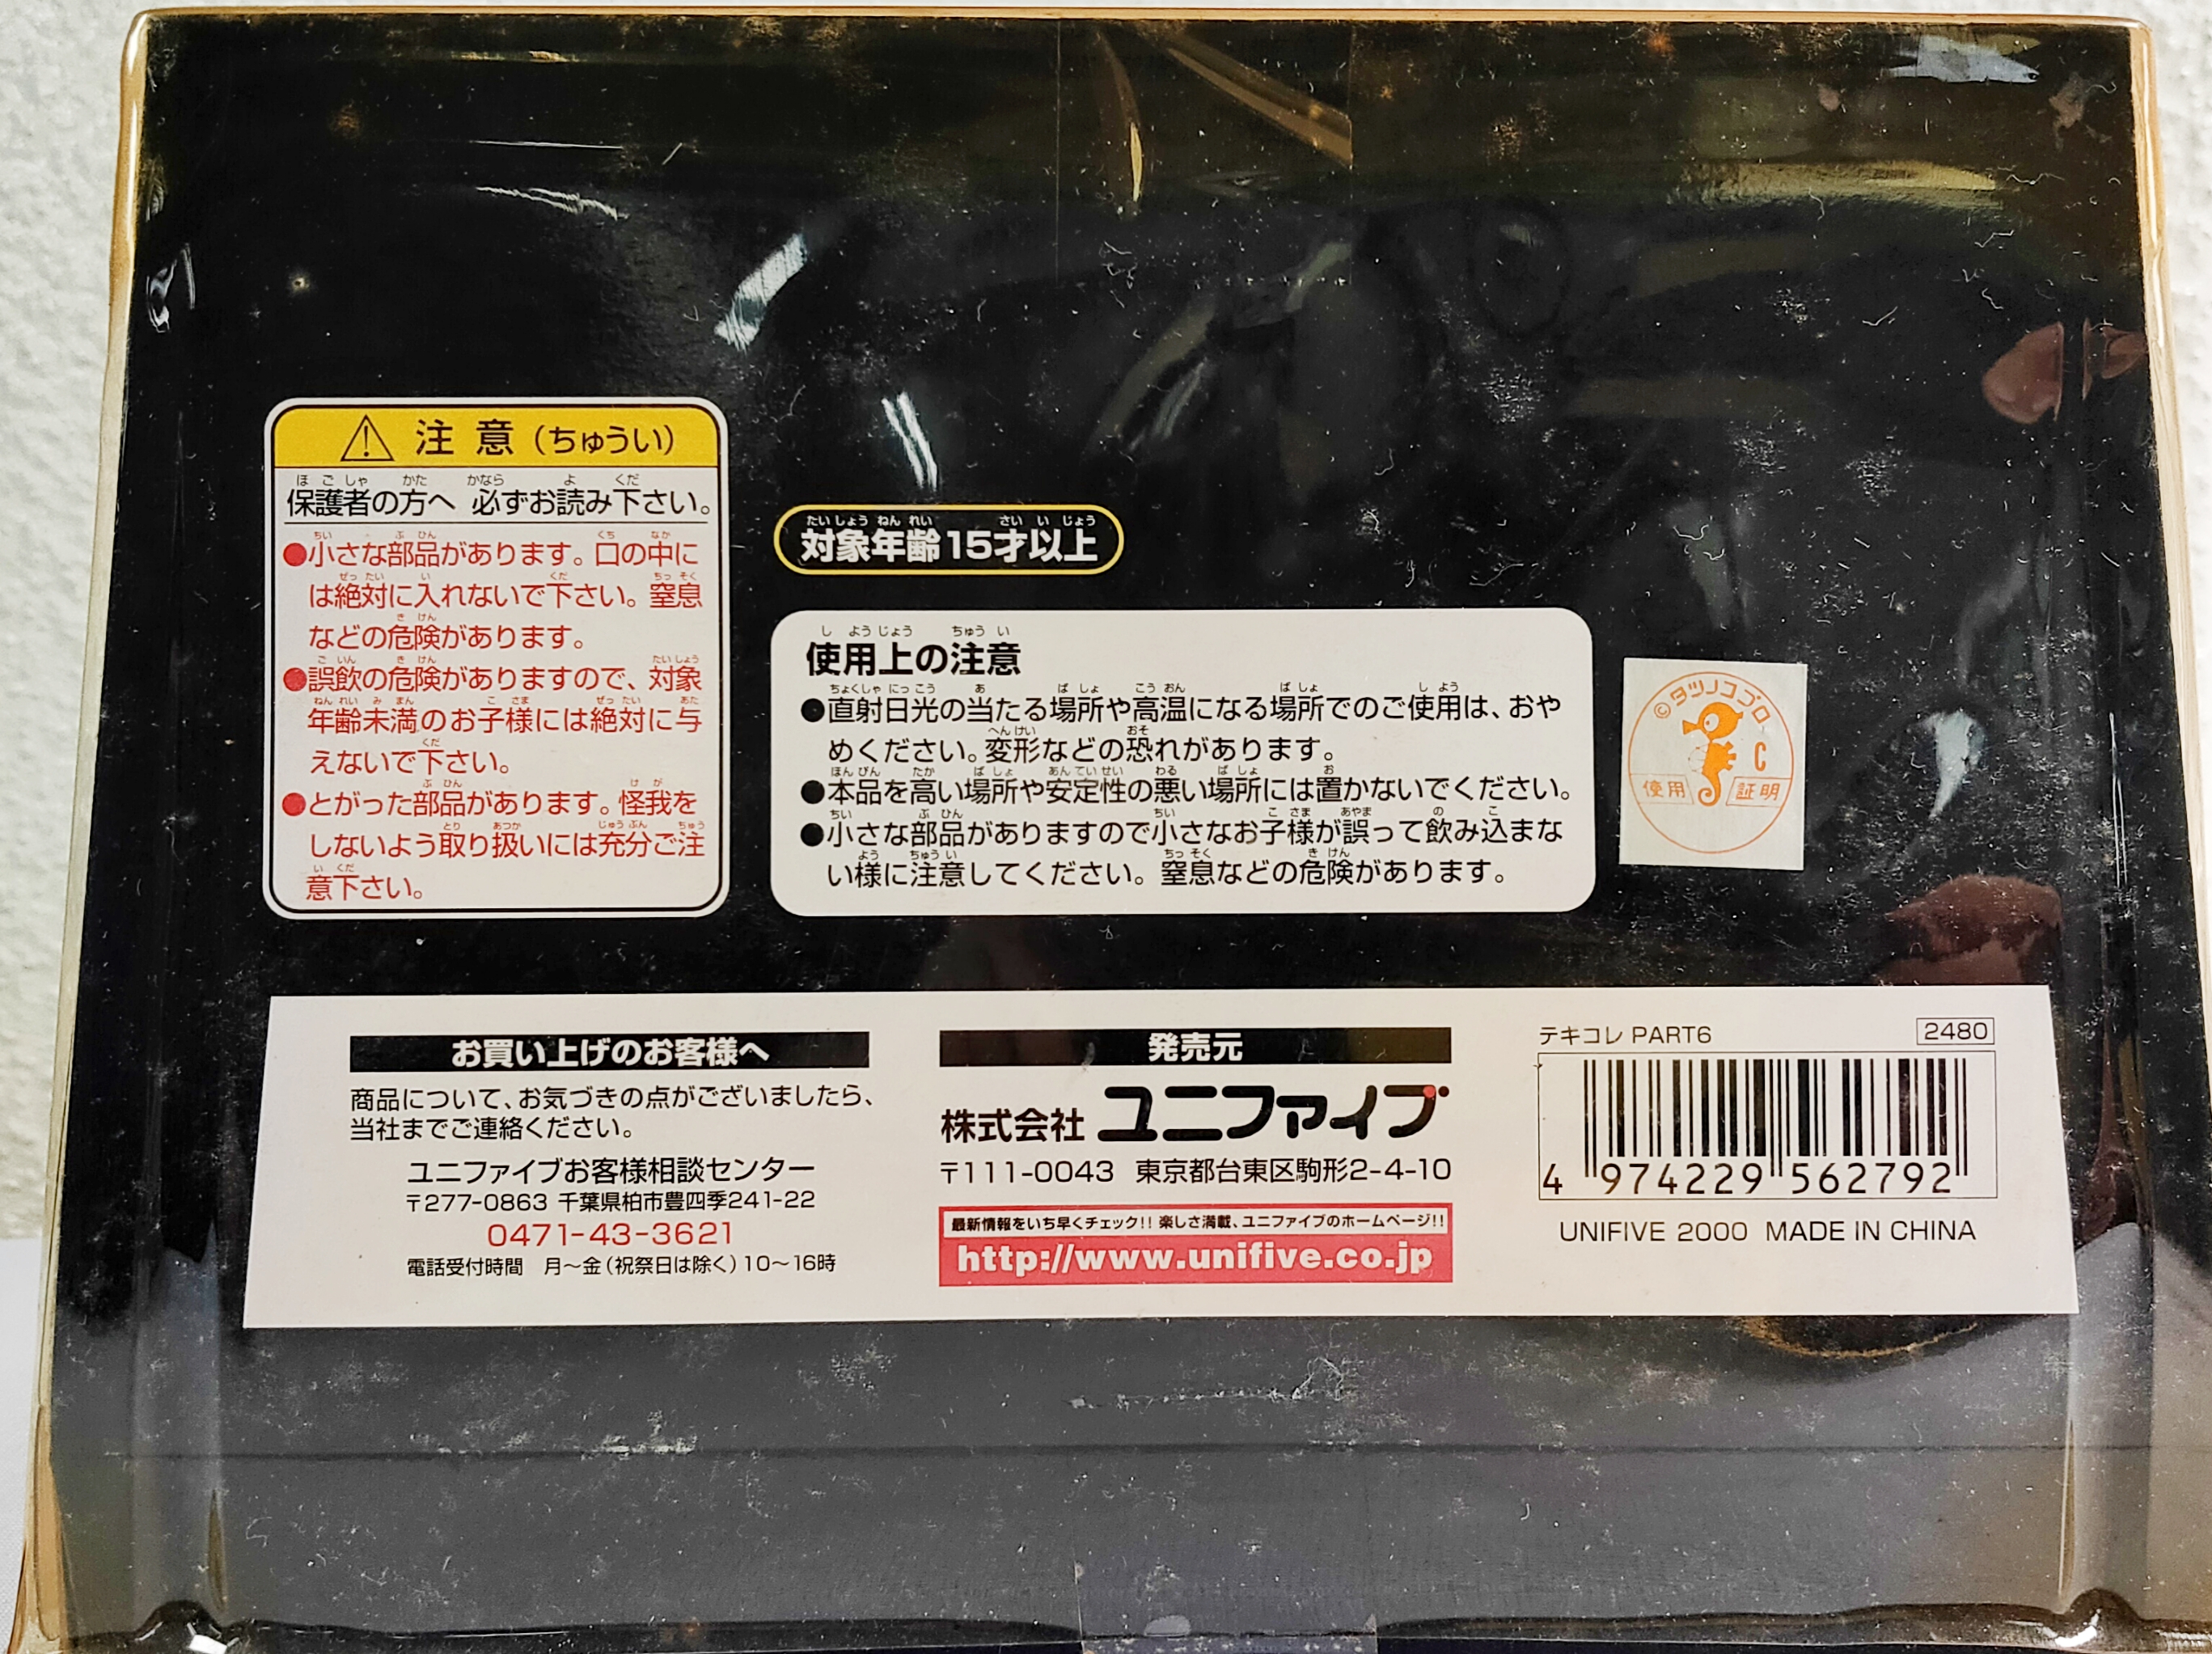 注意(ちゅうい)
保護者の方へ 必ずお読み下さい。
●小さな部品があります。口の中に
は絶対に入れないで下さい。窒息
などの危険があります。
●誤飲の危険がありますので、対象
年齢未満のお子様には絶対に与
えないで下さい。
●とがった部品があります。怪我を
しないよう取り扱いには充分ご注
意下さい。
対象年齢15才以上
使用上の注意
●直射日光の当たる場所や高温になる場所でのご使用は、おや
めください。変形などの恐れがあります。
●本品を高い場所や安定性の悪い場所には置かないでください。
●小さな部品がありますので小さなお子様が誤って飲み込まな
い様に注意してください。窒息などの危険があります。
©タツノコプロ
C
使用 証明
お買い上げのお客様へ
商品について、お気づきの点がございましたら、
当社までご連絡ください。
ユニファイブお客様相談センター
〒277-0863 千葉県柏市豊四季241-22
0471-43-3621
電話受付時間 月〜金(祝祭日は除く)10〜16時
発売元
株式会社 ユニファイブ
〒111-0043 東京都台東区駒形2-4-10
最新情報をいち早くチェック!! 楽しさ満載、ユニファイブのホームページ!!
http://www.unifive.co.jp
テキコレ PART6 2480
4 974229 562792
UNIFIVE 2000 MADE IN CHINA